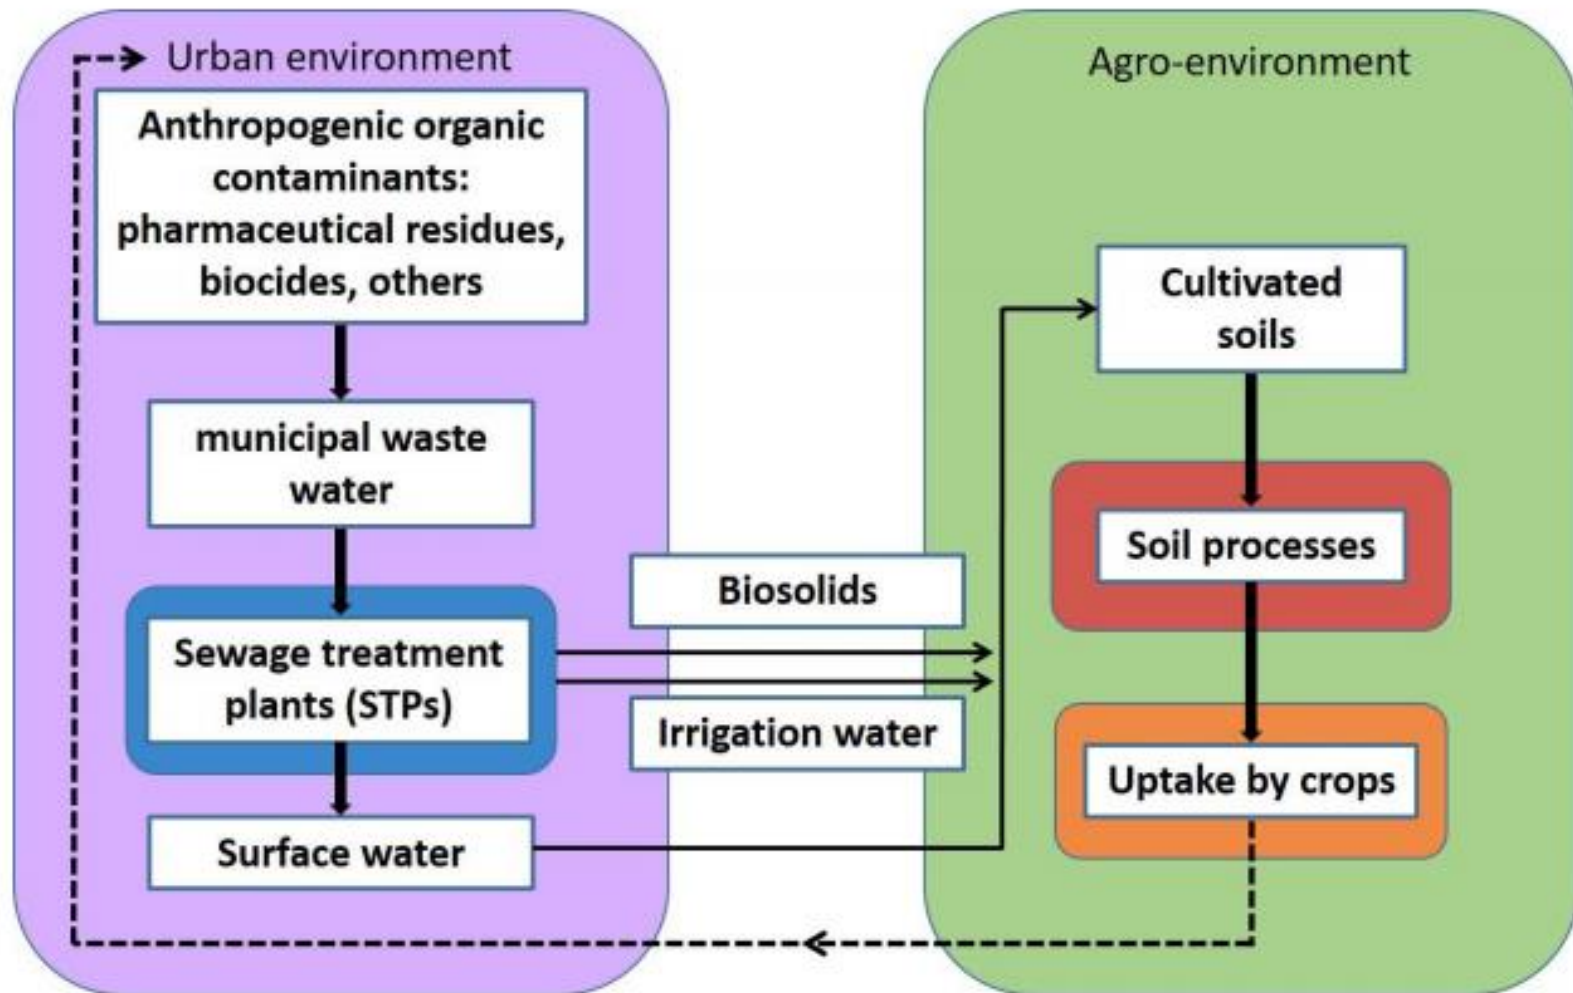 Urban environment
Anthropogenic organic
contaminants:
pharmaceutical residues,
biocides, others
municipal waste
water
Sewage treatment
plants (STPs)
Surface water
Biosolids
Irrigation water
Agro-environment
Cultivated
soils
Soil processes
Uptake by crops